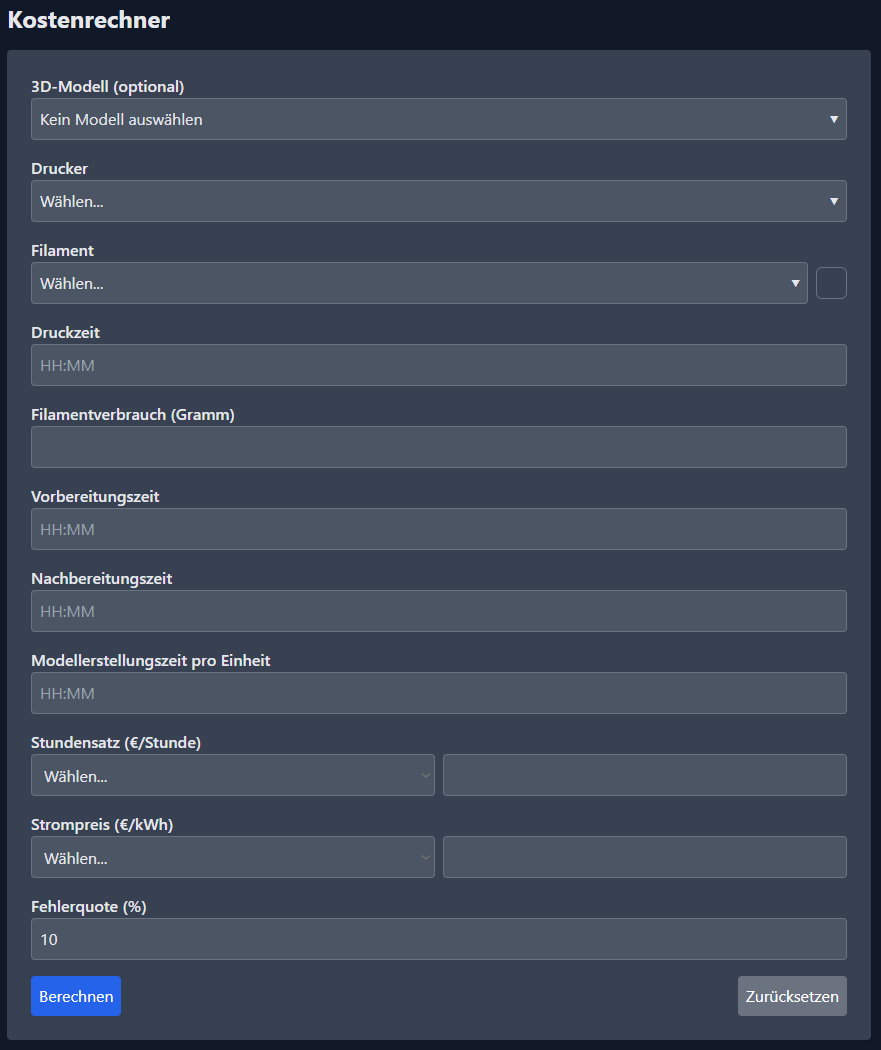 Kostenrechner
3D-Modell (optional)
Kein Modell auswählen
Drucker
Wählen...
Filament
Wählen...
Druckzeit
HH:MM
Filamentverbrauch (Gramm)
Vorbereitungszeit
HH:MM
Nachbereitungszeit
HH:MM
Modellerstellungszeit pro Einheit
HH:MM
Stundensatz (€/Stunde)
Wählen...
Strompreis (€/kWh)
Wählen...
Fehlerquote (%)
10
Berechnen Zurücksetzen